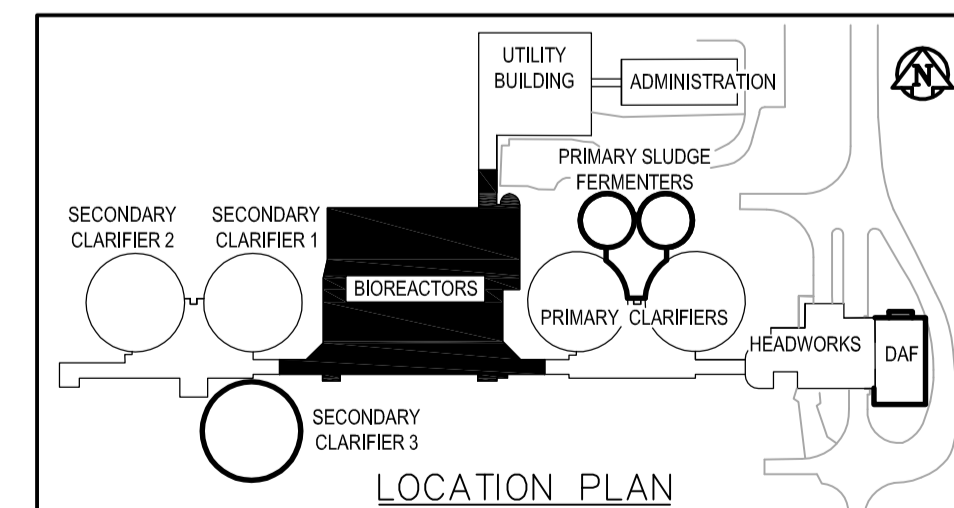 UTILITY
BUILDING
ADMINISTRATION
N
PRIMARY SLUDGE
FERMENTERS
SECONDARY
CLARIFIER 2
SECONDARY
CLARIFIER 1
BIOREACTORS
PRIMARY CLARIFIERS
HEADWORKS
DAF
SECONDARY
CLARIFIER 3
LOCATION PLAN